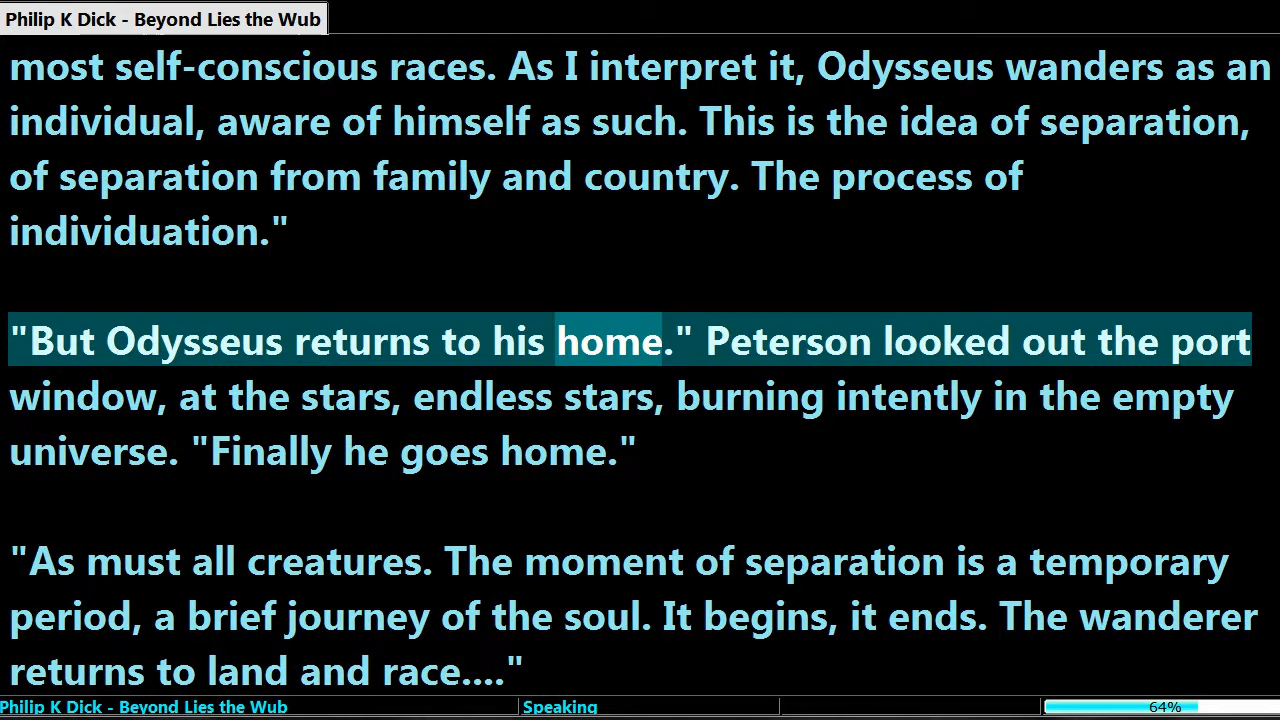 Philip K Dick - Beyond Lies the Wub
most self-conscious races. As I interpret it, Odysseus wanders as an
individual, aware of himself as such. This is the idea of separation,
of separation from family and country. The process of
individuation."
"But Odysseus returns to his home." Peterson looked out the port
window, at the stars, endless stars, burning intently in the empty
universe. "Finally he goes home."
"As must all creatures. The moment of separation is a temporary
period, a brief journey of the soul. It begins, it ends. The wanderer
returns to land and race...."
Philip K Dick - Beyond Lies the Wub Speaking 64%